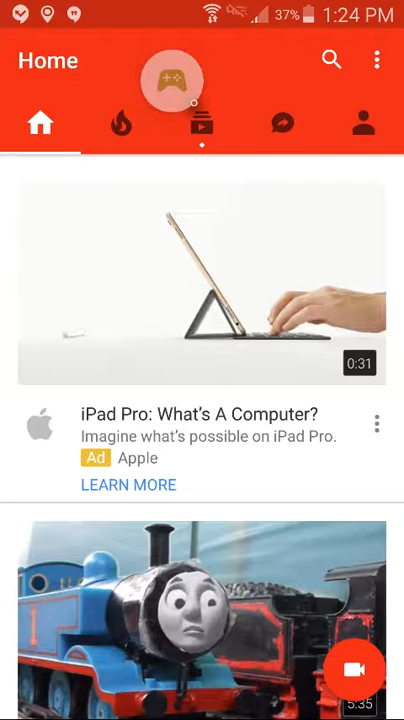 37% 1:24 PM
Home
0:31
iPad Pro: What's A Computer?
Imagine what's possible on iPad Pro.
Ad Apple
LEARN MORE
1
5:35